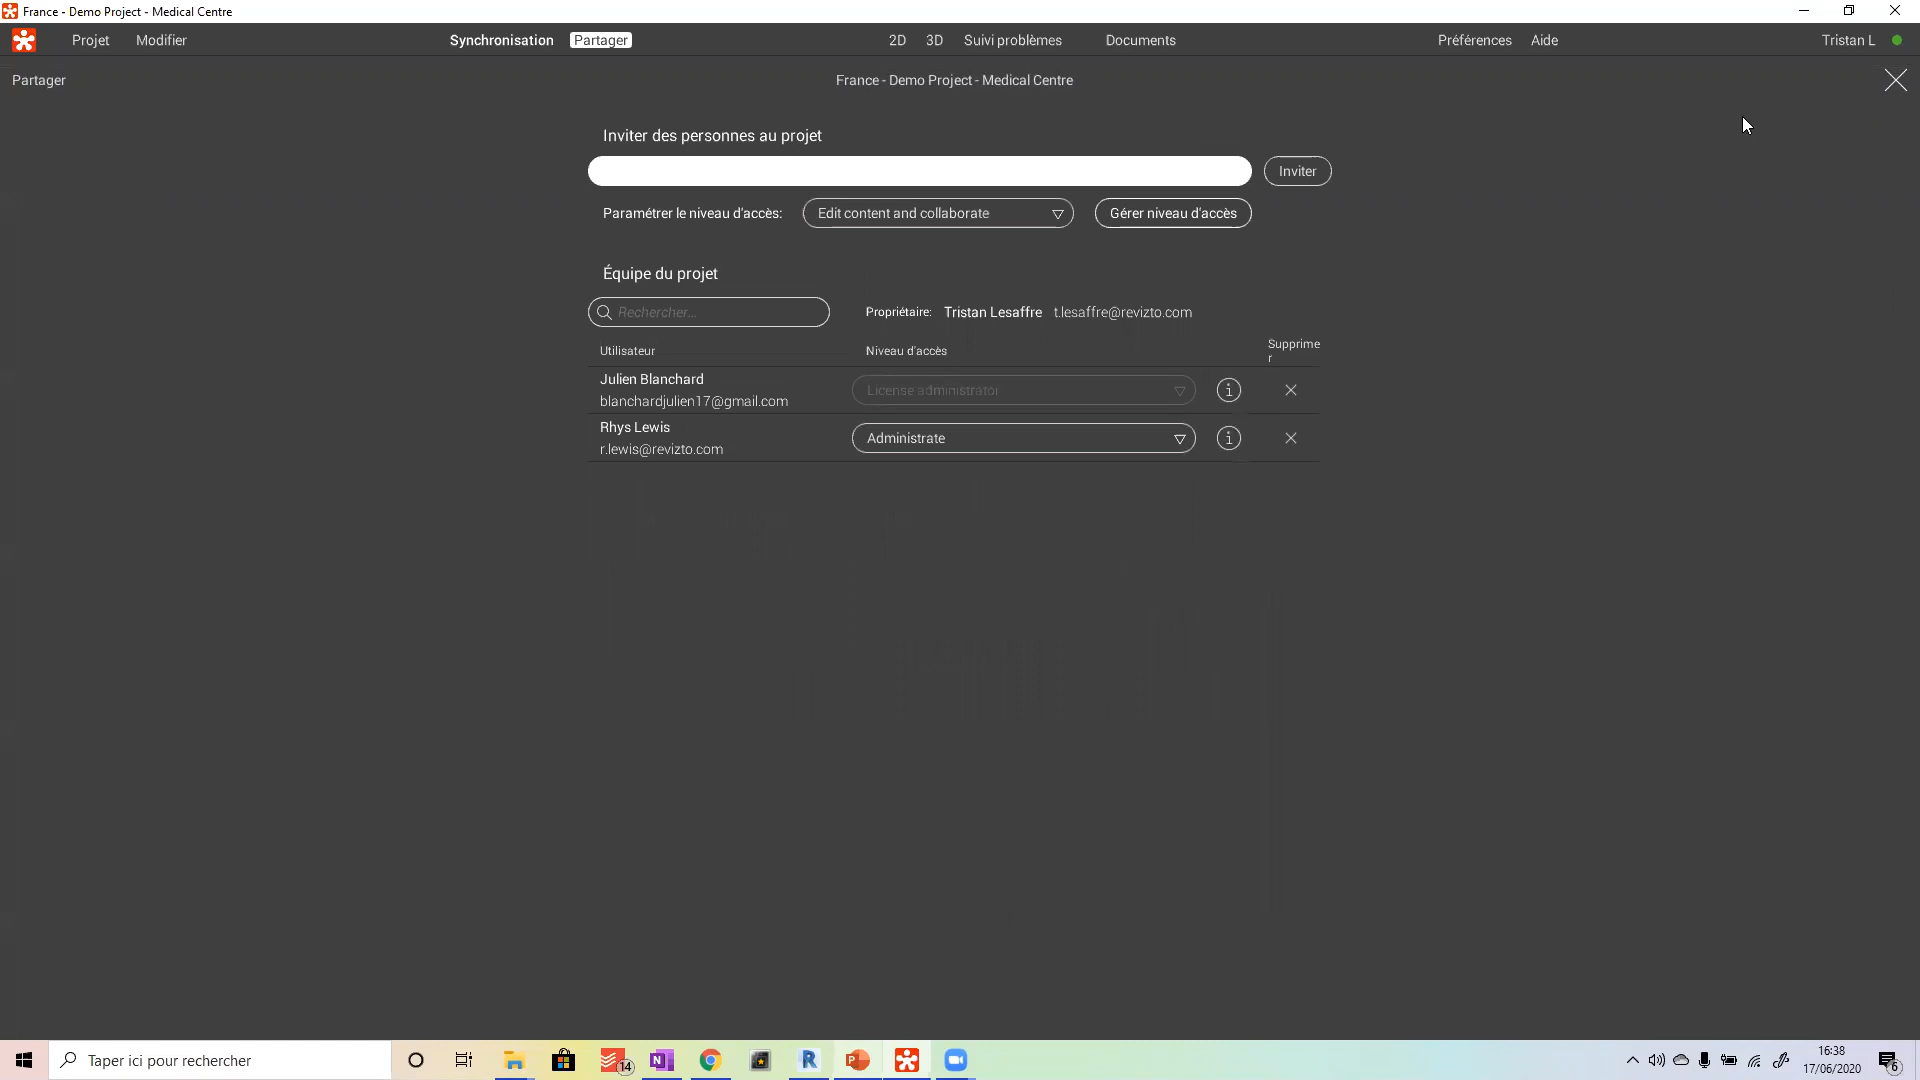 France - Demo Project - Medical Centre
Projet Modifier Synchronisation Partager 2D 3D Suivi problèmes Documents Préférences Aide Tristan L
Partager France - Demo Project - Medical Centre
Inviter des personnes au projet
Inviter
Paramétrer le niveau d'accès: Edit content and collaborate Gérer niveau d'accès
Équipe du projet
Rechercher... Propriétaire: Tristan Lesaffre t.lesaffre@revizto.com
Utilisateur Niveau d'accès Supprime
r
Julien Blanchard
blanchardjulien17@gmail.com License administrator
Rhys Lewis
r.lewis@revizto.com Administrate
Taper ici pour rechercher 14 16:38
17/06/2020 6